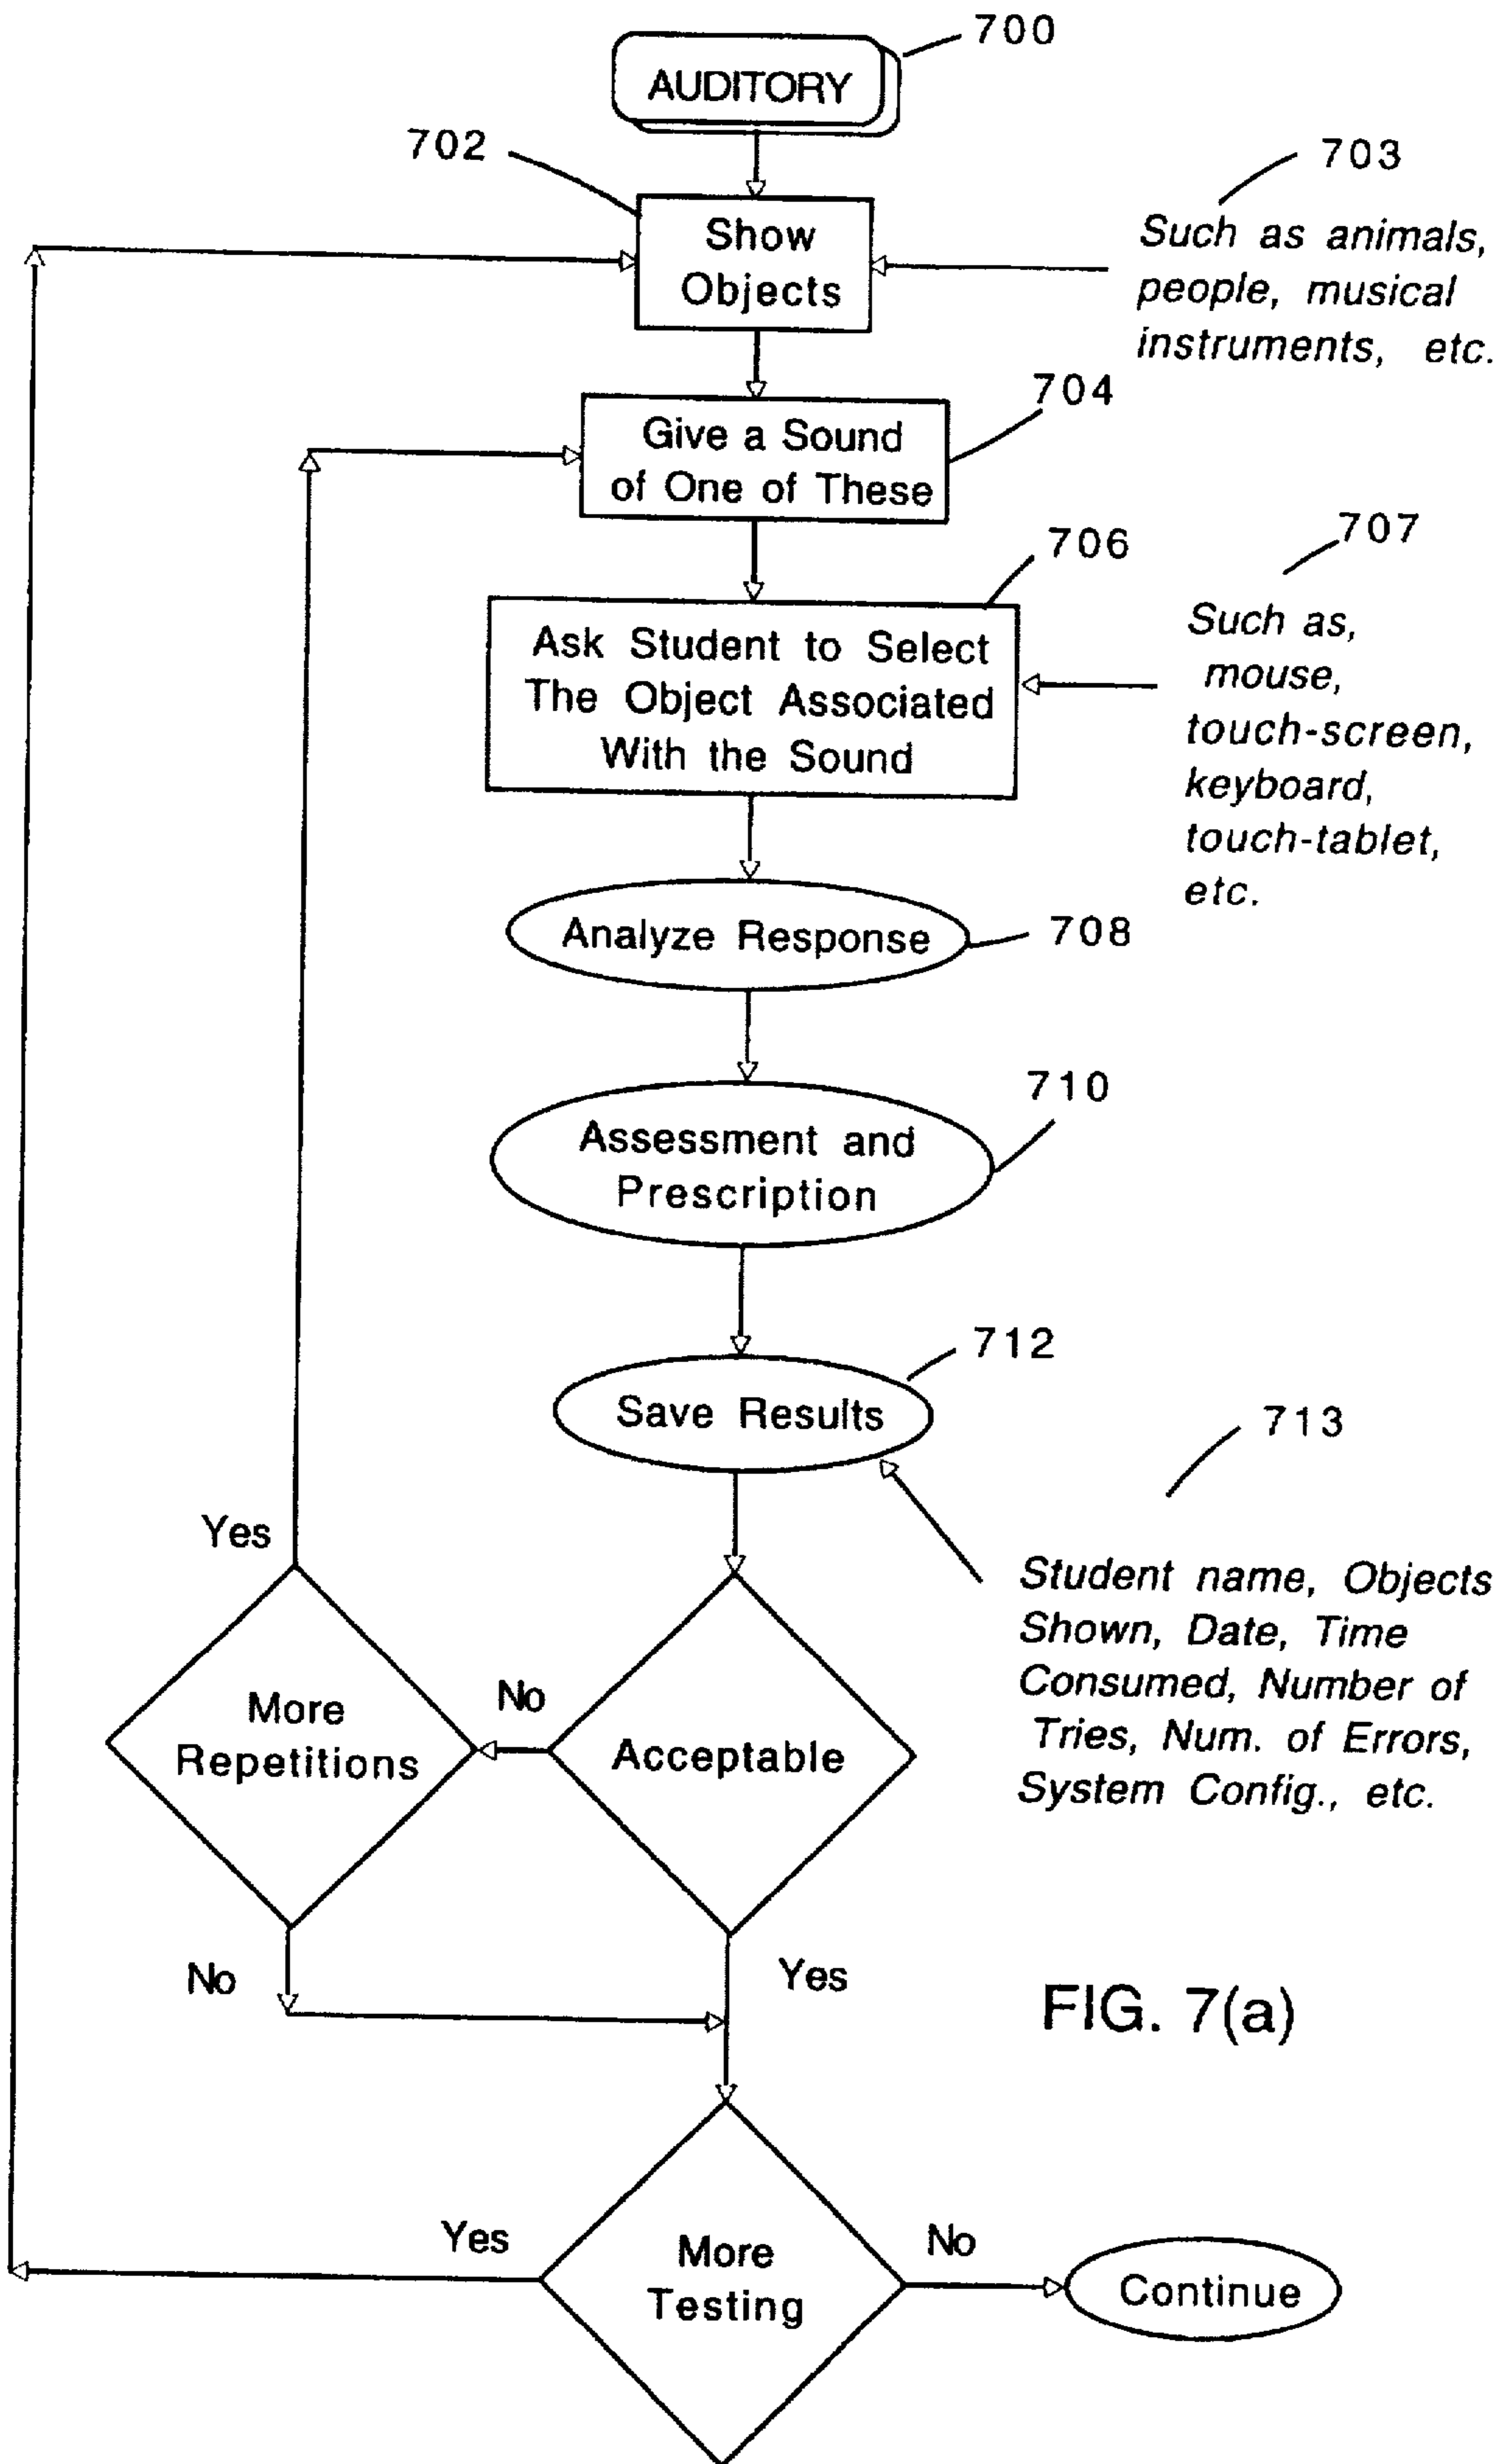 700
AUDITORY
702
703
Show
Objects
Such as animals,
people, musical
instruments, etc.
704
Give a Sound
of One of These
706
707
Ask Student to Select
The Object Associated
With the Sound
Such as,
mouse,
touch-screen,
keyboard,
touch-tablet,
etc.
Analyze Response
708
710
Assessment and
Prescription
712
Save Results
713
Student name, Objects
Shown, Date, Time
Consumed, Number of
Tries, Num. of Errors,
System Config., etc.
Yes
More
Repetitions
No
Acceptable
No
Yes
FIG. 7(a)
Yes
More
Testing
No
Continue